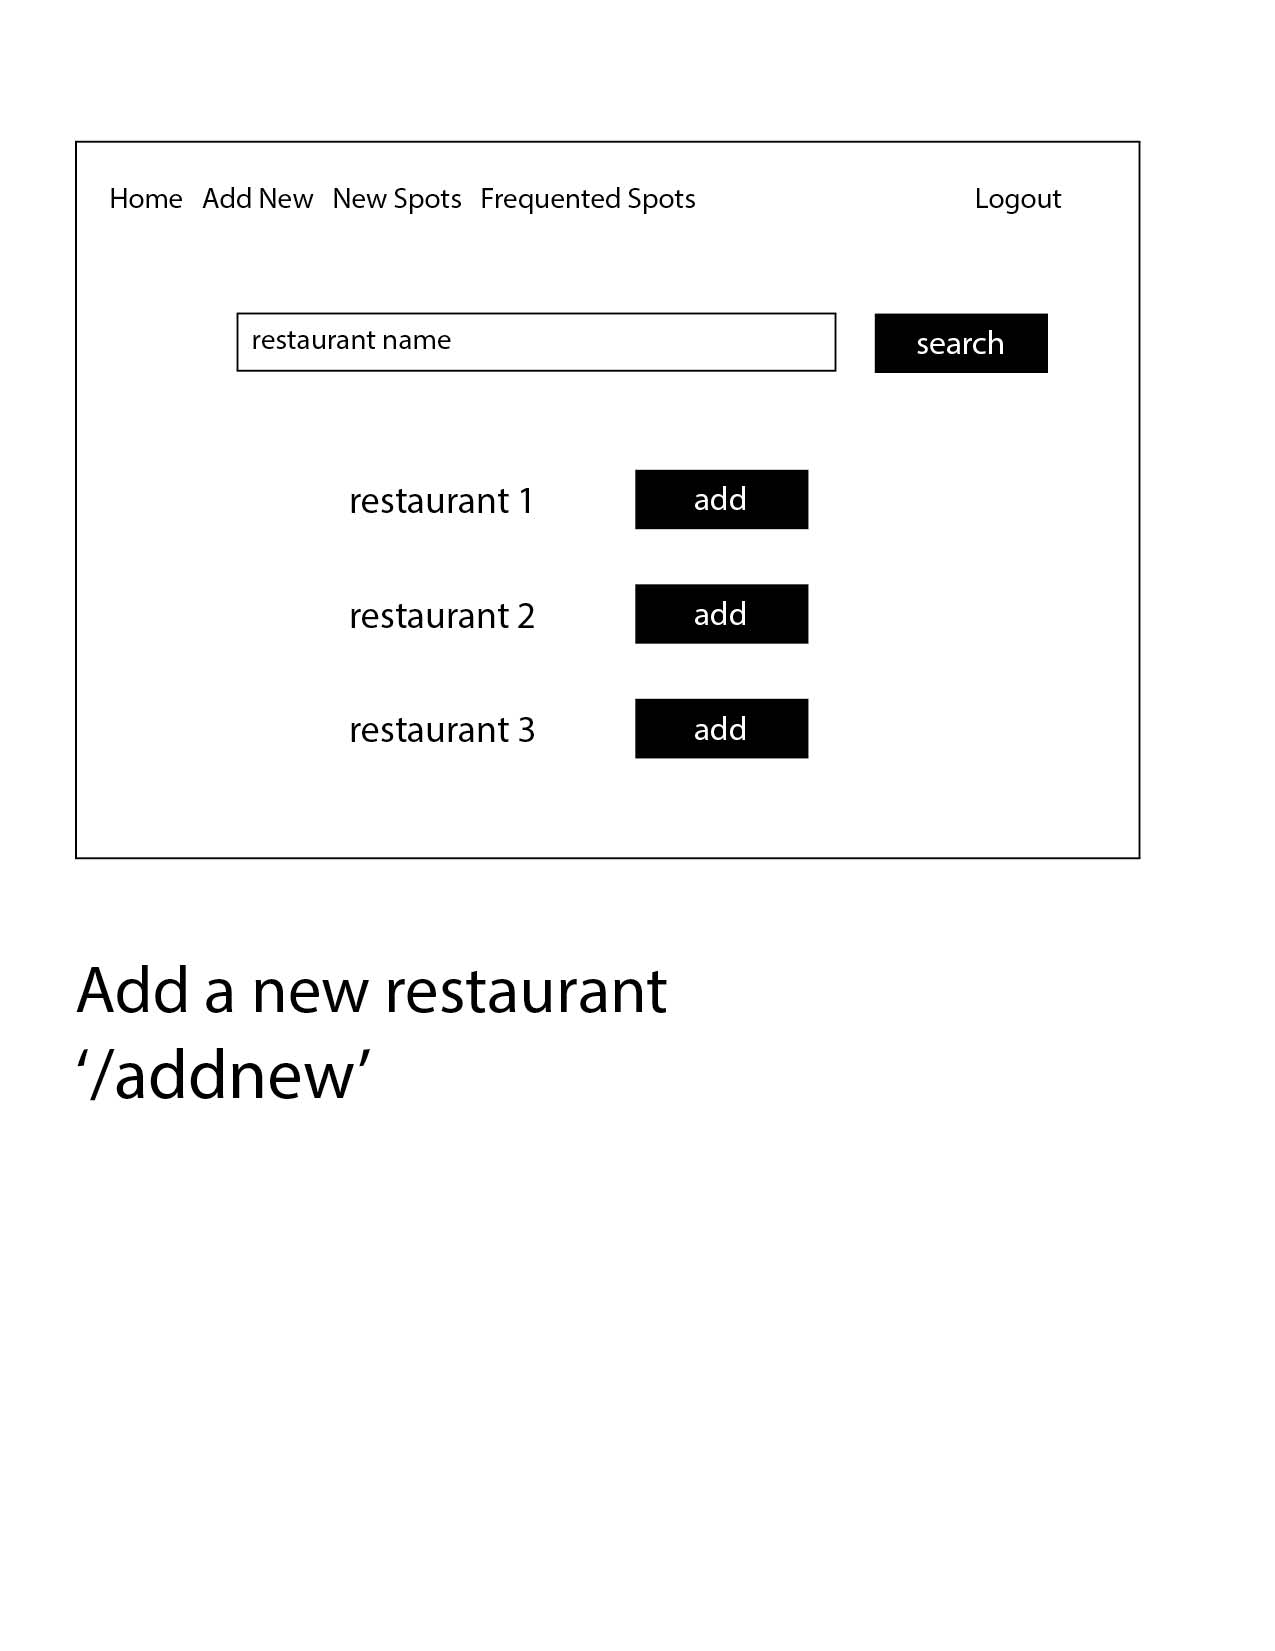 Home Add New New Spots Frequented Spots Logout
restaurant name search
restaurant 1 add
restaurant 2 add
restaurant 3 add
Add a new restaurant
‘/addnew’